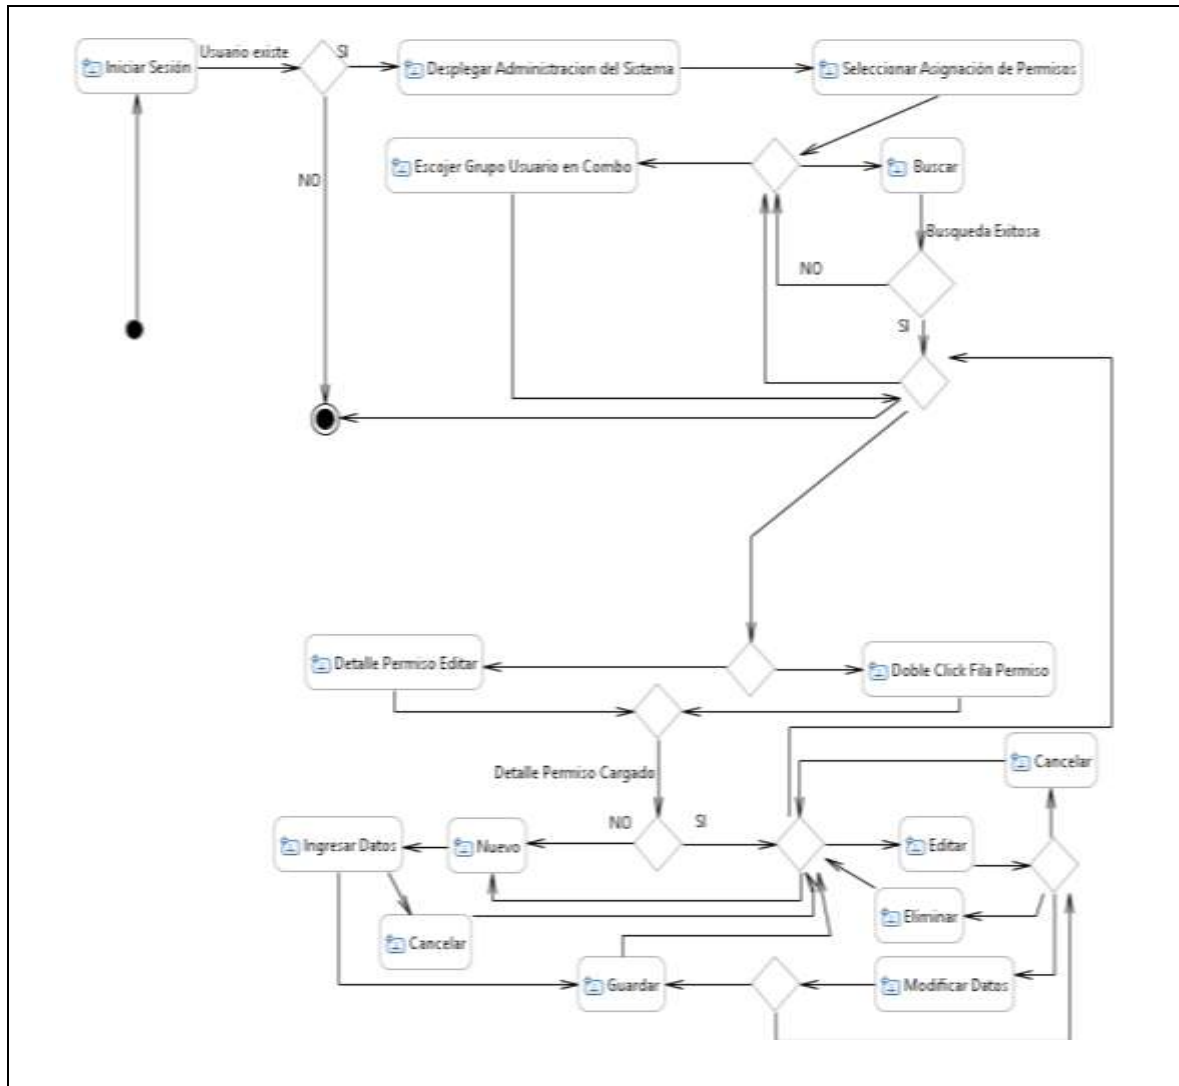 Iniciar Sesión
Usuario existe
SI
Desplegar Administracion del Sistema
Seleccionar Asignación de Permisos
NO
Escojer Grupo Usuario en Combo
Buscar
Busqueda Exitosa
NO
SI
Detalle Permiso Editar
Doble Click Fila Permiso
Detalle Permiso Cargado
Cancelar
NO
SI
Ingresar Datos
Nuevo
Editar
Eliminar
Cancelar
Guardar
Modificar Datos